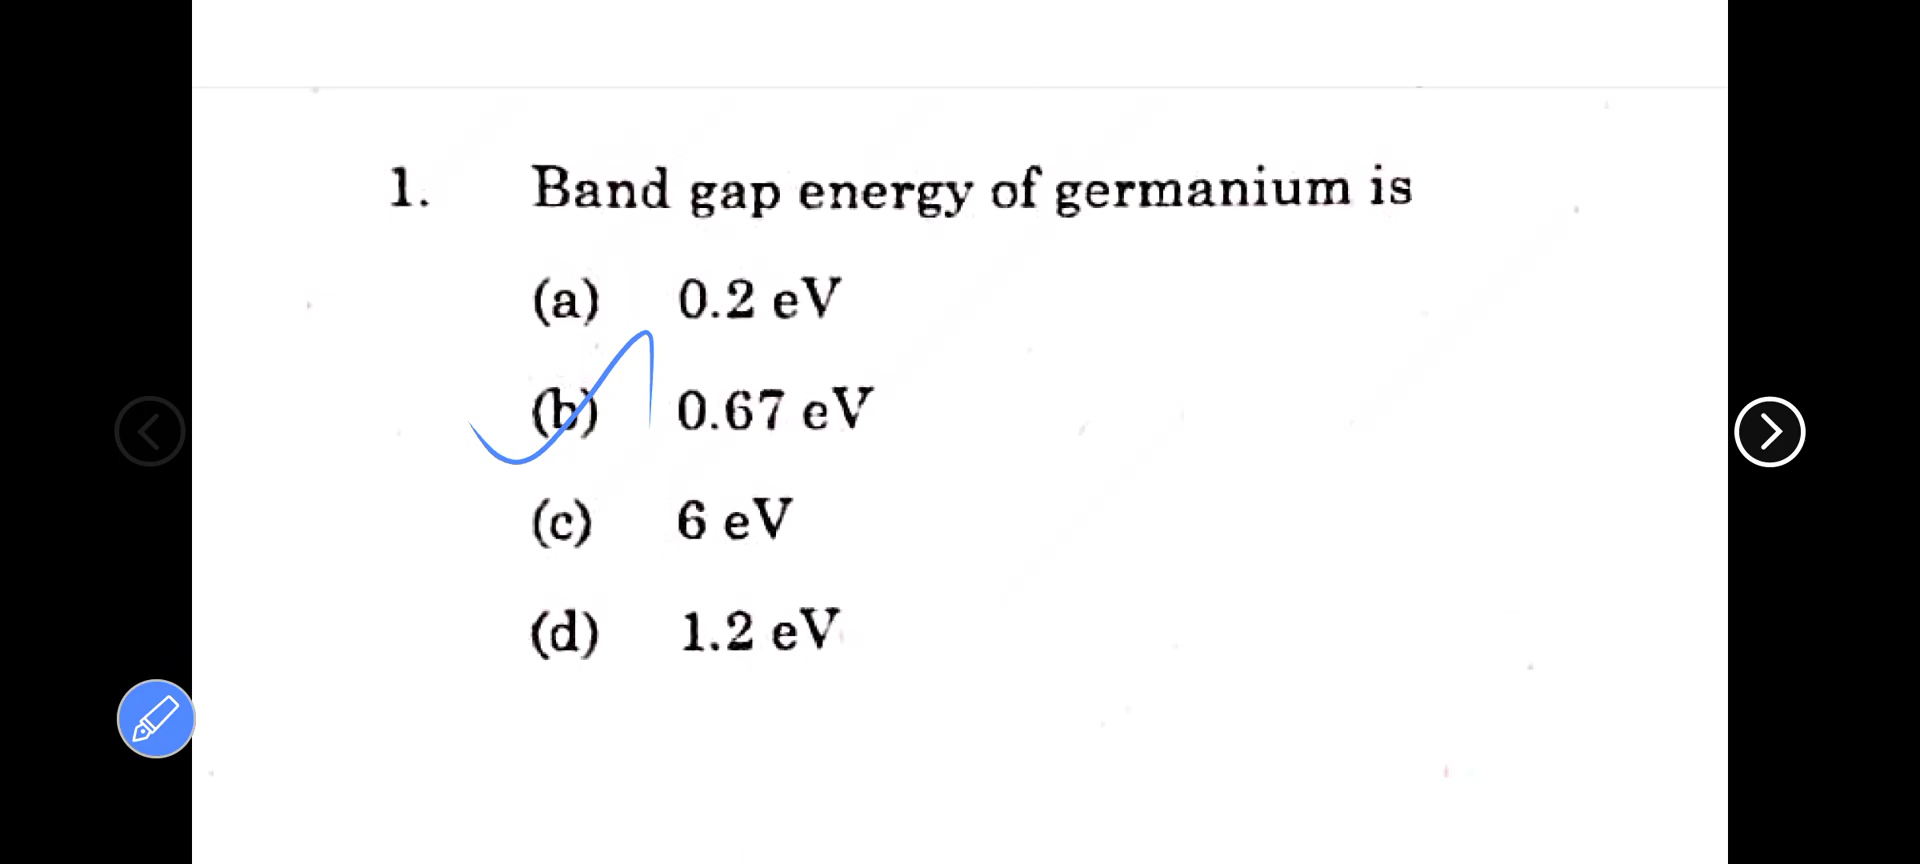 1. Band gap energy of germanium is
(a) 0.2 eV
(b) 0.67 eV
(c) 6 eV
(d) 1.2 eV